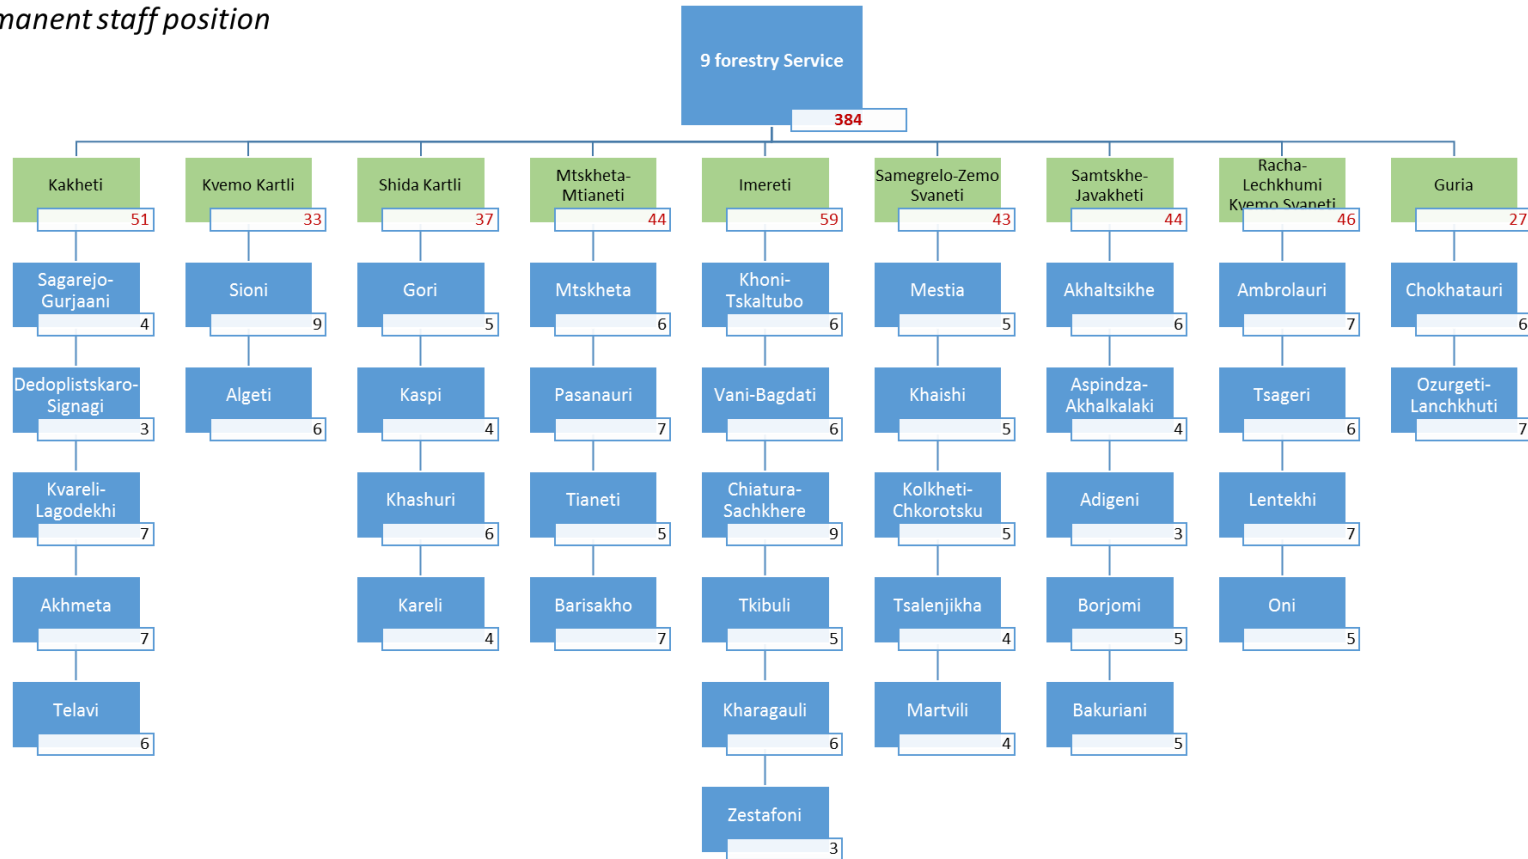 manent staff position
9 forestry Service
384
Kakheti
51
Sagarejo-
Gurjaani
4
Dedoplistskaro-
Signagi
3
Kvareli-
Lagodekhi
7
Akhmeta
7
Telavi
6
Kvemo Kartli
33
Sioni
9
Algeti
6
Shida Kartli
37
Gori
5
Kaspi
4
Khashuri
6
Kareli
4
Mtskheta-
Mtianeti
44
Mtskheta
6
Pasanauri
7
Tianeti
5
Barisakho
7
Imereti
59
Khoni-
Tskaltubo
6
Vani-Bagdati
6
Chiatura-
Sachkhere
9
Tkibuli
5
Kharagauli
6
Zestafoni
3
Samegrelo-Zemo
Svaneti
43
Mestia
5
Khaishi
5
Kolkheti-
Chkorotsku
5
Tsalenjikha
4
Martvili
4
Samtskhe-
Javakheti
44
Akhaltsikhe
6
Aspindza-
Akhalkalaki
4
Adigeni
3
Borjomi
5
Bakuriani
5
Racha-
Lechkhumi
Kvemo Svaneti
46
Ambrolauri
7
Tsageri
6
Lentekhi
7
Oni
5
Guria
27
Chokhatauri
6
Ozurgeti-
Lanchkhuti
7